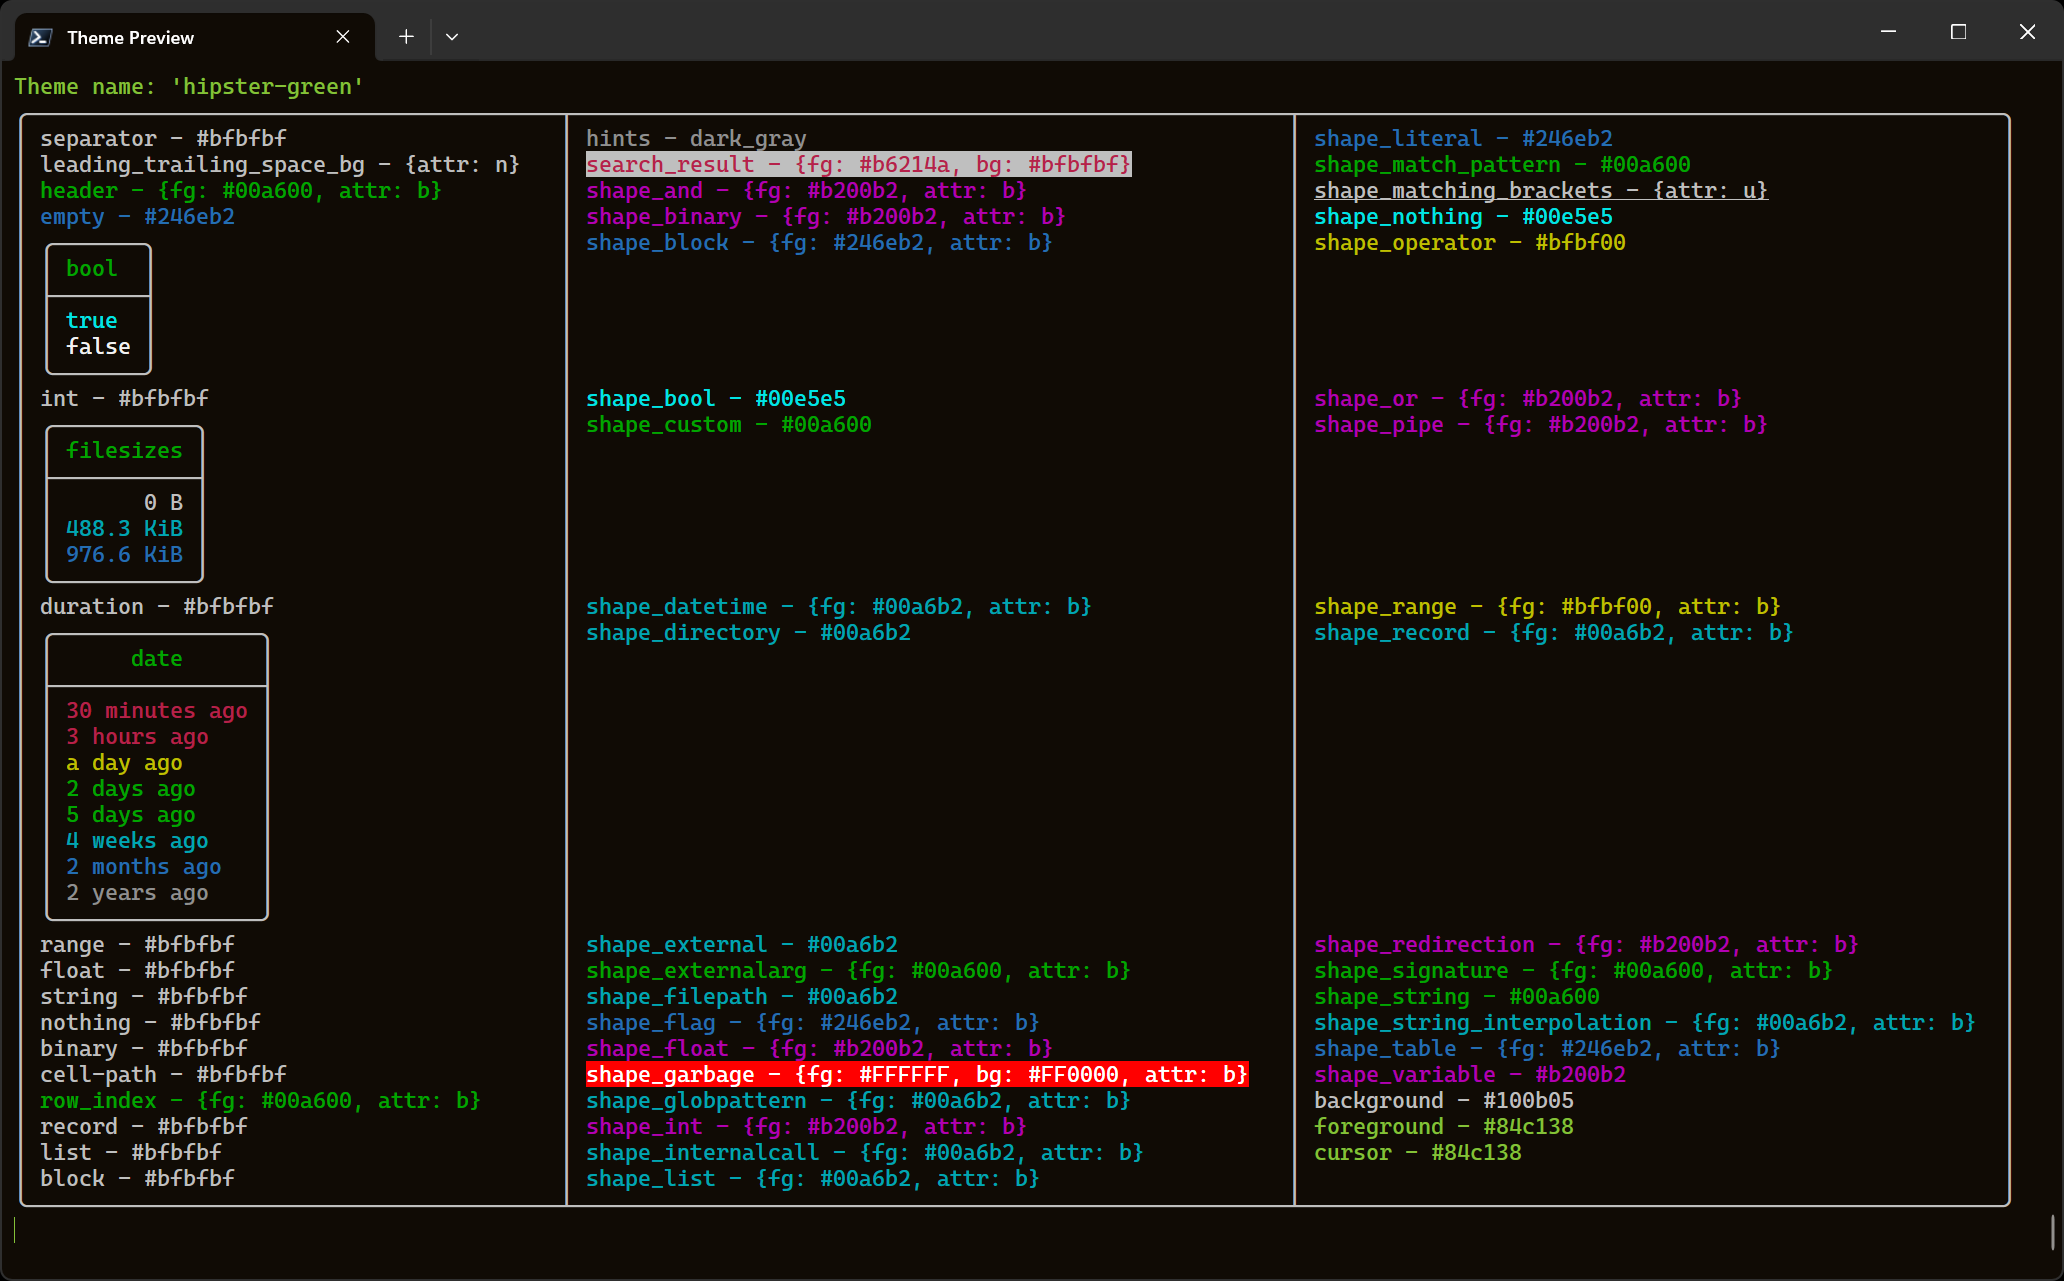 Theme Preview
Theme name: 'hipster-green'
separator - #bfbfbf
leading_trailing_space_bg - {attr: n}
header - {fg: #00a600, attr: b}
empty - #246eb2
bool
true
false
int - #bfbfbf
filesizes
0 B
488.3 KiB
976.6 KiB
duration - #bfbfbf
date
30 minutes ago
3 hours ago
a day ago
2 days ago
5 days ago
4 weeks ago
2 months ago
2 years ago
range - #bfbfbf
float - #bfbfbf
string - #bfbfbf
nothing - #bfbfbf
binary - #bfbfbf
cell-path - #bfbfbf
row_index - {fg: #00a600, attr: b}
record - #bfbfbf
list - #bfbfbf
block - #bfbfbf
hints - dark_gray
search_result - {fg: #b6214a, bg: #bfbfbf}
shape_and - {fg: #b200b2, attr: b}
shape_binary - {fg: #b200b2, attr: b}
shape_block - {fg: #246eb2, attr: b}
shape_bool - #00e5e5
shape_custom - #00a600
shape_datetime - {fg: #00a6b2, attr: b}
shape_directory - #00a6b2
shape_external - #00a6b2
shape_externalarg - {fg: #00a600, attr: b}
shape_filepath - #00a6b2
shape_flag - {fg: #246eb2, attr: b}
shape_float - {fg: #b200b2, attr: b}
shape_garbage - {fg: #FFFFFF, bg: #FF0000, attr: b}
shape_globpattern - {fg: #00a6b2, attr: b}
shape_int - {fg: #b200b2, attr: b}
shape_internalcall - {fg: #00a6b2, attr: b}
shape_list - {fg: #00a6b2, attr: b}
shape_literal - #246eb2
shape_match_pattern - #00a600
shape_matching_brackets - {attr: u}
shape_nothing - #00e5e5
shape_operator - #bfbf00
shape_or - {fg: #b200b2, attr: b}
shape_pipe - {fg: #b200b2, attr: b}
shape_range - {fg: #bfbf00, attr: b}
shape_record - {fg: #00a6b2, attr: b}
shape_redirection - {fg: #b200b2, attr: b}
shape_signature - {fg: #00a600, attr: b}
shape_string - #00a600
shape_string_interpolation - {fg: #00a6b2, attr: b}
shape_table - {fg: #246eb2, attr: b}
shape_variable - #b200b2
background - #100b05
foreground - #84c138
cursor - #84c138